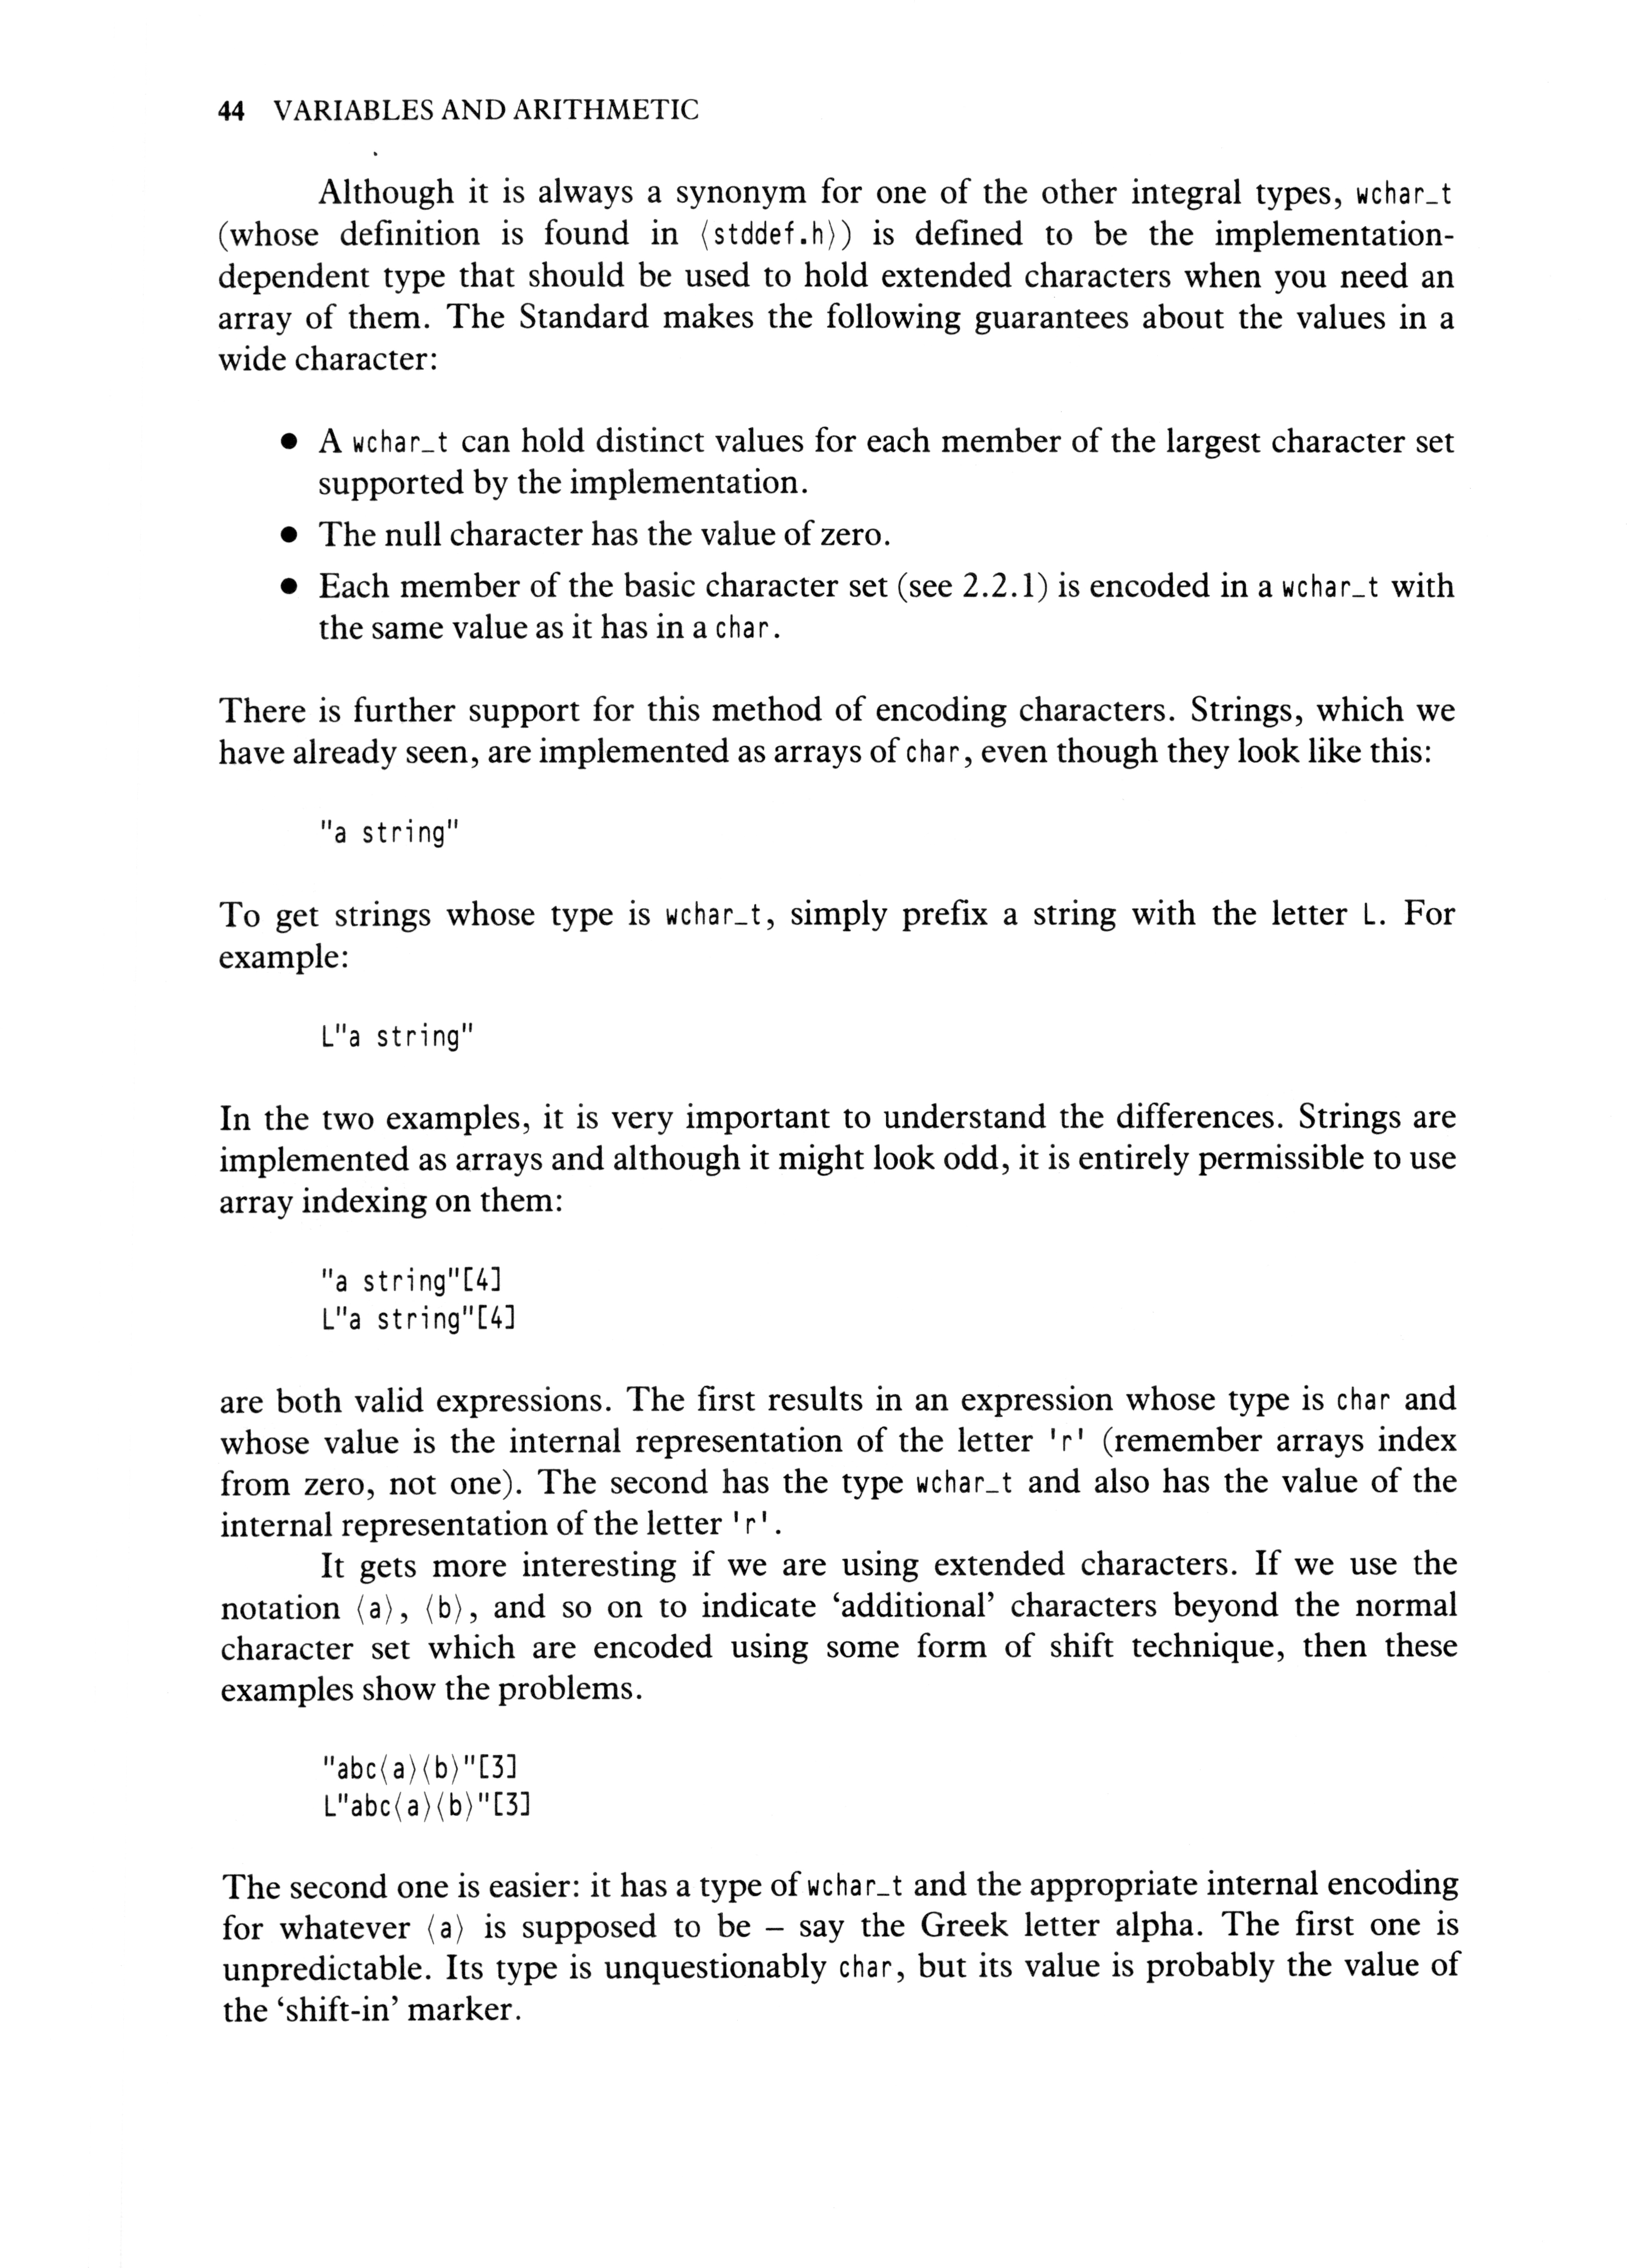 44 VARIABLES AND ARITHMETIC
Although it is always a synonym for one of the other integral types, wchar_t
(whose definition is found in ⟨stddef.h⟩) is defined to be the implementation-
dependent type that should be used to hold extended characters when you need an
array of them. The Standard makes the following guarantees about the values in a
wide character:
● A wchar_t can hold distinct values for each member of the largest character set
supported by the implementation.
● The null character has the value of zero.
● Each member of the basic character set (see 2.2.1) is encoded in a wchar_t with
the same value as it has in a char.
There is further support for this method of encoding characters. Strings, which we
have already seen, are implemented as arrays of char, even though they look like this:
"a string"
To get strings whose type is wchar_t, simply prefix a string with the letter L. For
example:
L"a string"
In the two examples, it is very important to understand the differences. Strings are
implemented as arrays and although it might look odd, it is entirely permissible to use
array indexing on them:
"a string"[4]
L"a string"[4]
are both valid expressions. The first results in an expression whose type is char and
whose value is the internal representation of the letter 'r' (remember arrays index
from zero, not one). The second has the type wchar_t and also has the value of the
internal representation of the letter 'r'.
It gets more interesting if we are using extended characters. If we use the
notation ⟨a⟩, ⟨b⟩, and so on to indicate ‘additional’ characters beyond the normal
character set which are encoded using some form of shift technique, then these
examples show the problems.
"abc⟨a⟩⟨b⟩"[3]
L"abc⟨a⟩⟨b⟩"[3]
The second one is easier: it has a type of wchar_t and the appropriate internal encoding
for whatever ⟨a⟩ is supposed to be – say the Greek letter alpha. The first one is
unpredictable. Its type is unquestionably char, but its value is probably the value of
the ‘shift-in’ marker.